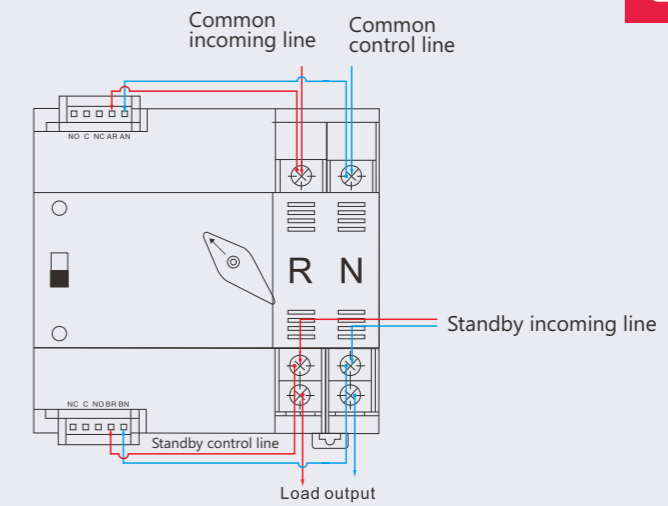 Common
incoming line
Common
control line
NO C NC AR AN
R N
Standby incoming line
NC C NO BR BN
Standby control line
Load output